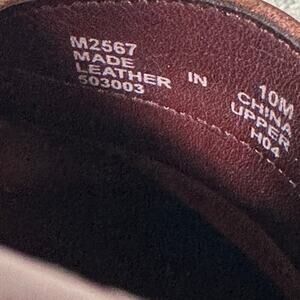 M2567 10M
MADE IN CHINA
LEATHER UPPER
503003 H04